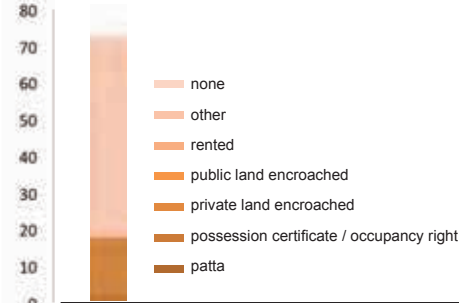 80
70
60
50
40
30
20
10
0
none
other
rented
public land encroached
private land encroached
possession certificate / occupancy right
patta